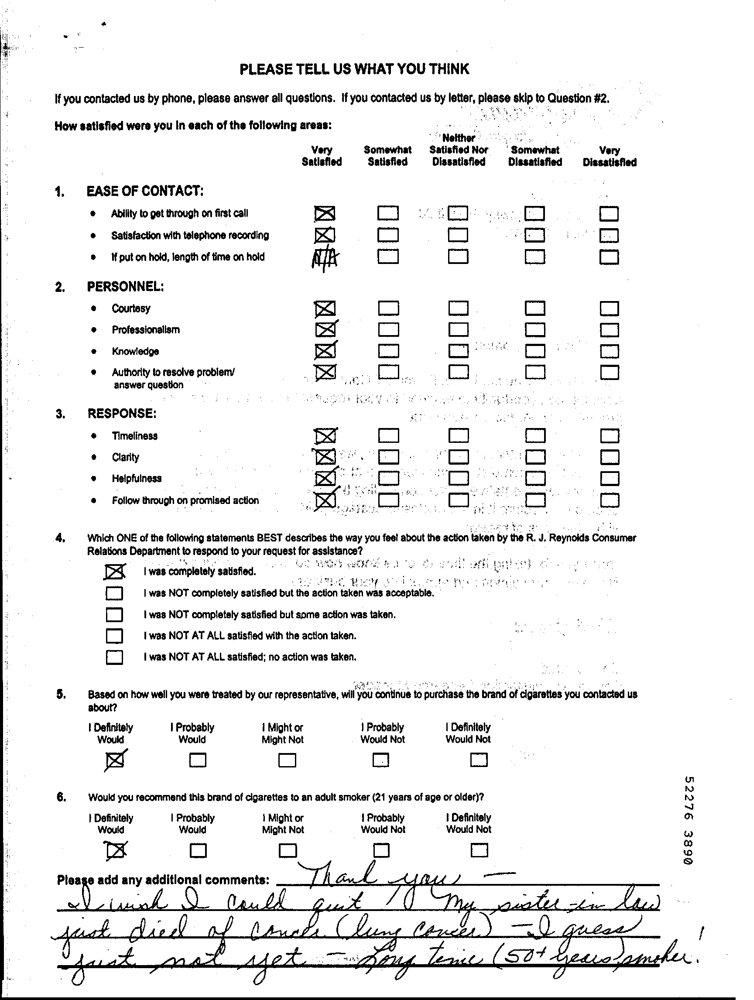 PLEASE TELL US WHAT YOU THINK
If you contacted us by phone, please answer all questions. If you contacted us by letter, please skip to Question #2.
How satisfied were you in each of the following areas:
Very Satisfied Somewhat Satisfied Neither Satisfied Nor Dissatisfied Somewhat Dissatisfied Very Dissatisfied
1. EASE OF CONTACT:
• Ability to get through on first call
• Satisfaction with telephone recording
• If put on hold, length of time on hold N/A
2. PERSONNEL:
• Courtesy
• Professionalism
• Knowledge
• Authority to resolve problem/
answer question
3. RESPONSE:
• Timeliness
• Clarity
• Helpfulness
• Follow through on promised action
4. Which ONE of the following statements BEST describes the way you feel about the action taken by the R. J. Reynolds Consumer
Relations Department to respond to your request for assistance?
I was completely satisfied.
I was NOT completely satisfied but the action taken was acceptable.
I was NOT completely satisfied but some action was taken.
I was NOT AT ALL satisfied with the action taken.
I was NOT AT ALL satisfied; no action was taken.
5. Based on how well you were treated by our representative, will you continue to purchase the brand of cigarettes you contacted us
about?
I Definitely Would I Probably Would I Might or Might Not I Probably Would Not I Definitely Would Not
6. Would you recommend this brand of cigarettes to an adult smoker (21 years of age or older)?
I Definitely Would I Probably Would I Might or Might Not I Probably Would Not I Definitely Would Not
Please add any additional comments: Thank you —
I wish I could quit My sister-in law
just died of (lung cancer) — I guess
just not yet — Long time (50+ years) smoker.
52276 3890